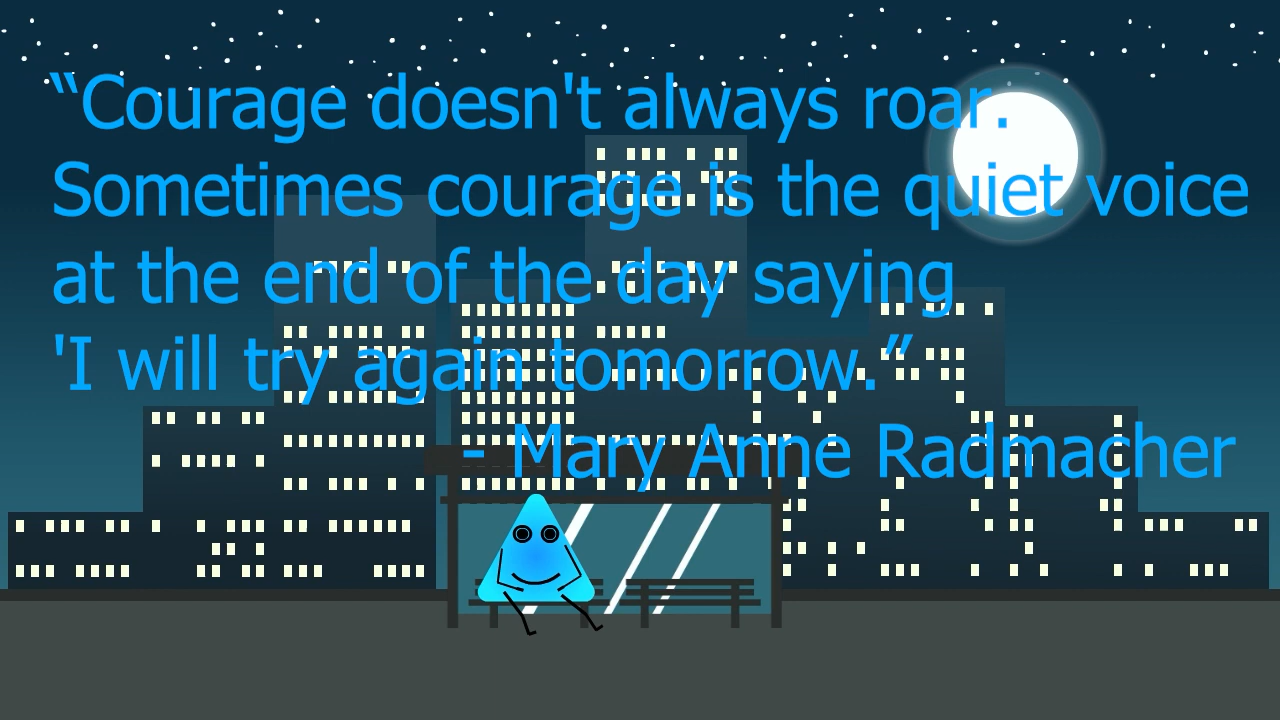 “Courage doesn't always roar.
Sometimes courage is the quiet voice
at the end of the day saying
'I will try again tomorrow.”
- Mary Anne Radmacher